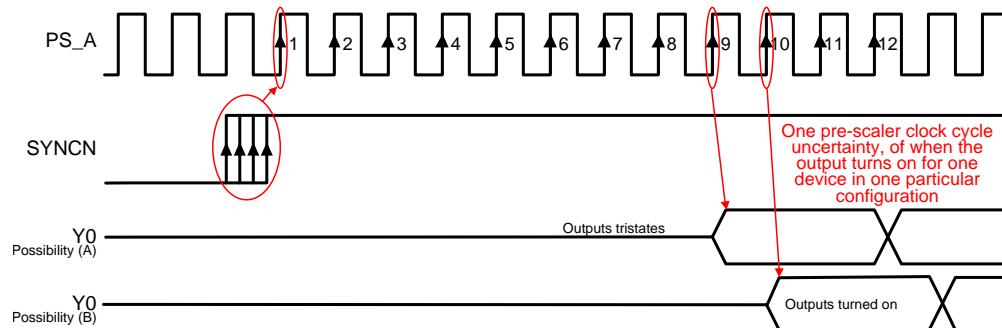 PS_A
1 2 3 4 5 6 7 8 9 10 11 12
SYNCN
One pre-scaler clock cycle
uncertainty, of when the
output turns on for one
device in one particular
configuration
Y0
Possibility (A)
Outputs tristates
Y0
Possibility (B)
Outputs turned on